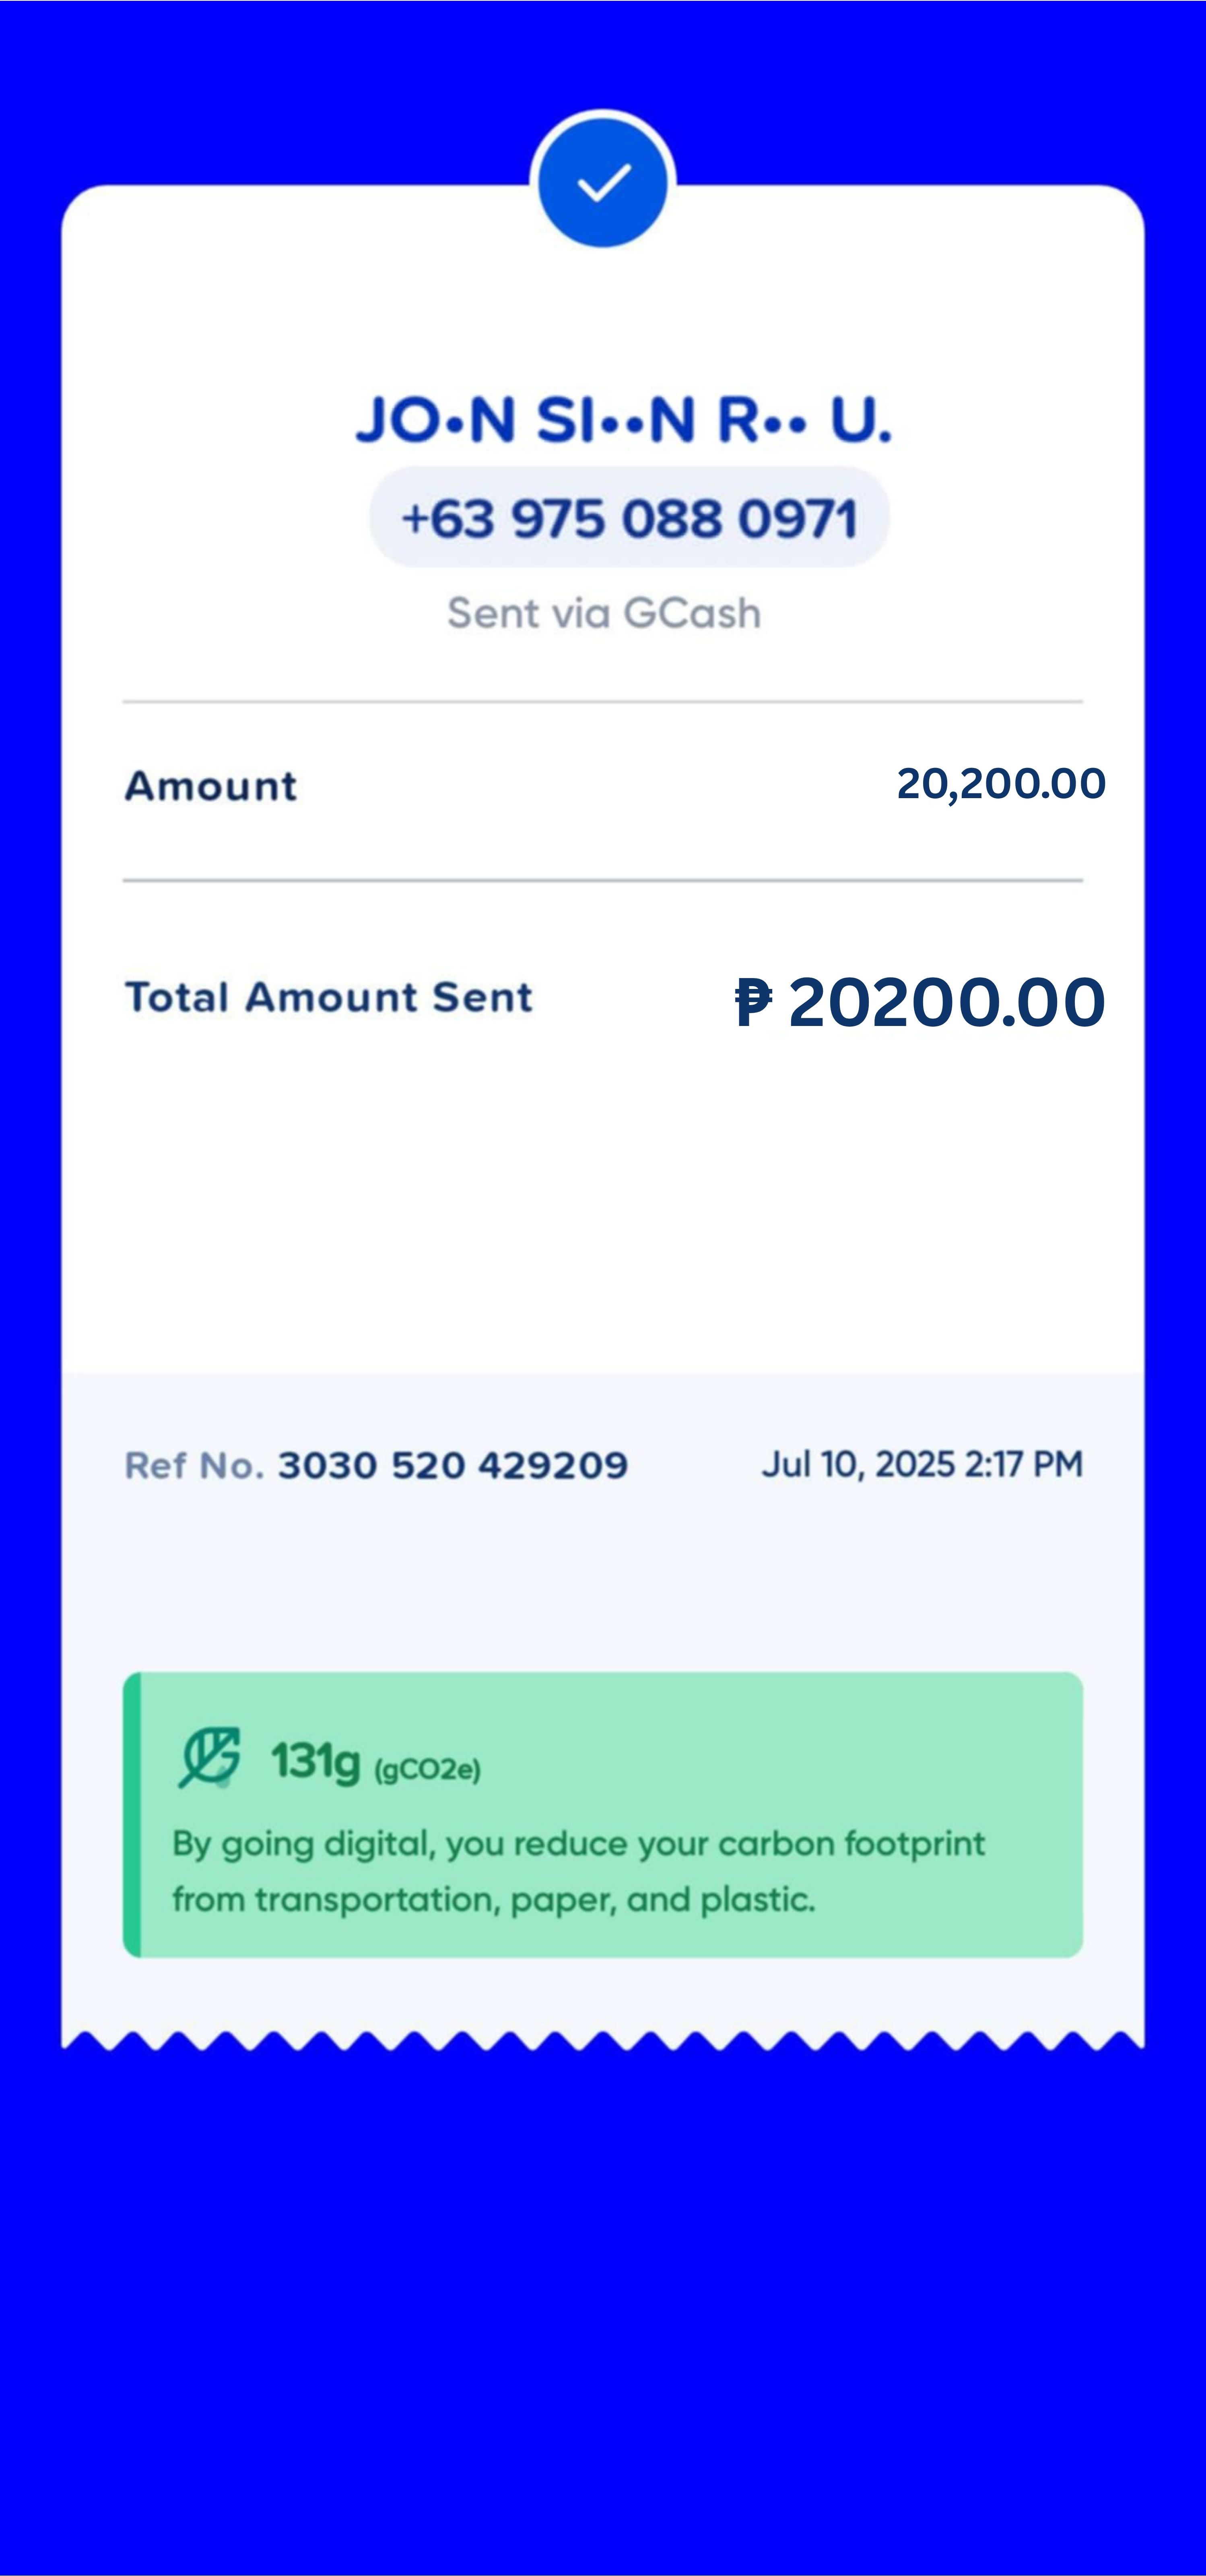 JO•N SI••N R•• U.
+63 975 088 0971
Sent via GCash
Amount 20,200.00
Total Amount Sent ₱ 20200.00
Ref No. 3030 520 429209 Jul 10, 2025 2:17 PM
131g (gCO2e)
By going digital, you reduce your carbon footprint
from transportation, paper, and plastic.